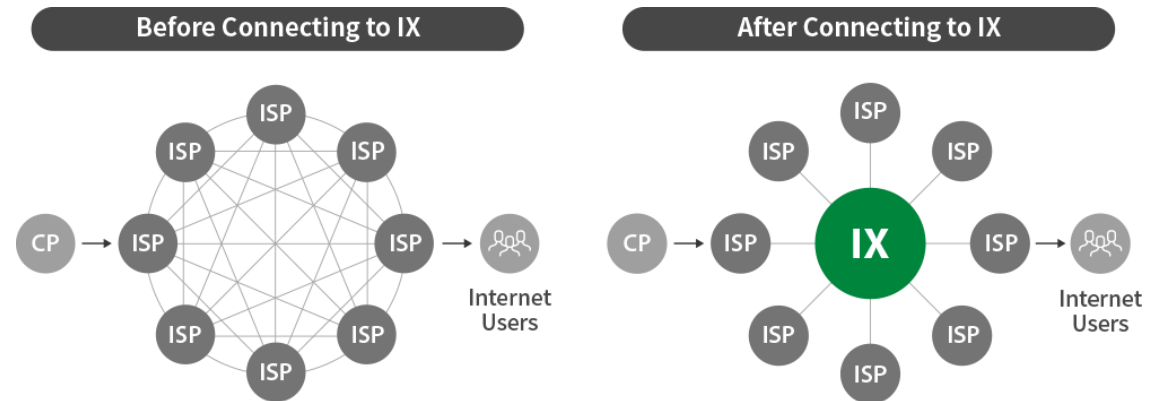 Before Connecting to IX
ISP
ISP
ISP
CP
ISP
ISP
ISP
ISP
ISP
Internet
Users
After Connecting to IX
ISP
ISP
ISP
CP
ISP
IX
ISP
ISP
ISP
ISP
Internet
Users